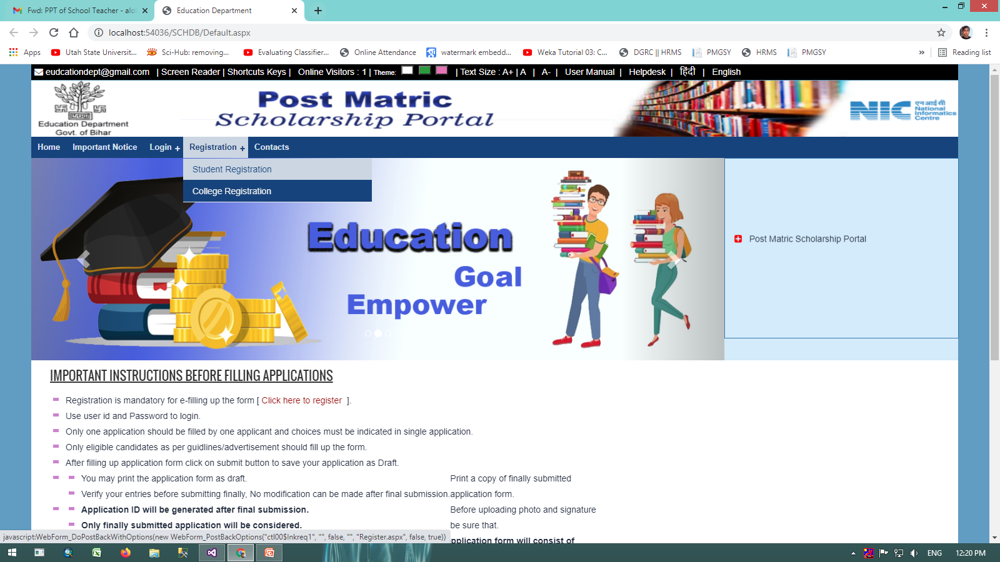 Fwd: PPT of School Teacher - alo
Education Department
localhost:54036/SCHDB/Default.aspx
Apps
Utah State Universit...
Sci-Hub: removing...
Evaluating Classifier...
Online Attendance
watermark embedd...
Weka Tutorial 03: C...
DGRC || HRMS
PMGSY
HRMS
PMGSY
»
Reading list
eudcationdept@gmail.com | Screen Reader | Shortcuts Keys | Online Visitors : 1 | Theme: | Text Size : A+ | A | A- | User Manual | Helpdesk | हिंदी | English
Education Department
Govt. of Bihar
Post Matric
Scholarship Portal
NIC
एन आई सी
National
Informatics
Centre
Home
Important Notice
Login +
Registration +
Contacts
Student Registration
College Registration
Education
Goal
Empower
Post Matric Scholarship Portal
IMPORTANT INSTRUCTIONS BEFORE FILLING APPLICATIONS
Registration is mandatory for e-filling up the form [ Click here to register ].
Use user id and Password to login.
Only one application should be filled by one applicant and choices must be indicated in single application.
Only eligible candidates as per guidlines/advertisement should fill up the form.
After filling up application form click on submit button to save your application as Draft.
You may print the application form as draft.
Verify your entries before submitting finally, No modification can be made after final submission.
Application ID will be generated after final submission.
Only finally submitted application will be considered.
Print a copy of finally submitted
application form.
Before uploading photo and signature
be sure that.
application form will consist of
javascript:WebForm_DoPostBackWithOptions(new WebForm_PostBackOptions("ctl00$lnkreq1", "", false, "", "Register.aspx", false, true))
ENG
12:20 PM